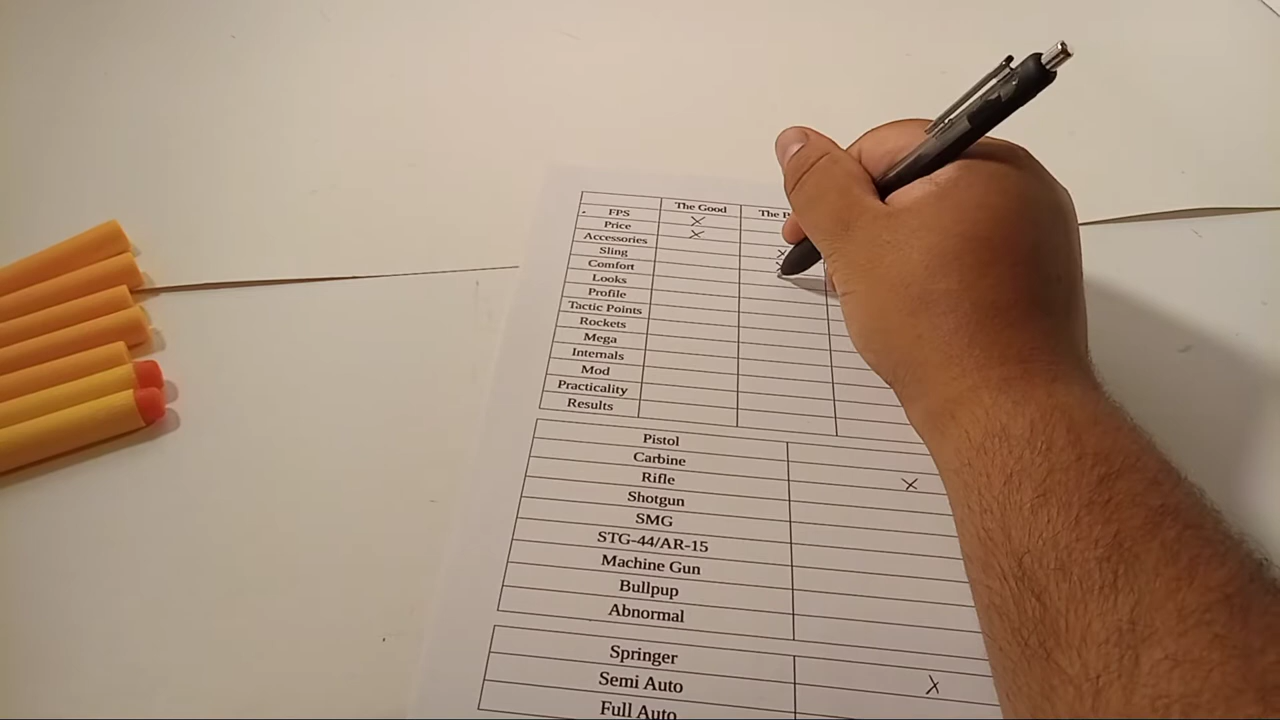 The Good The
FPS X
Price X
Accessories
Sling X
Comfort
Looks
Profile
Tactic Points
Rockets
Mega
Internals
Mod
Practicality
Results
Pistol
Carbine
Rifle X
Shotgun
SMG
STG-44/AR-15
Machine Gun
Bullpup
Abnormal
Springer
Semi Auto X
Full Auto